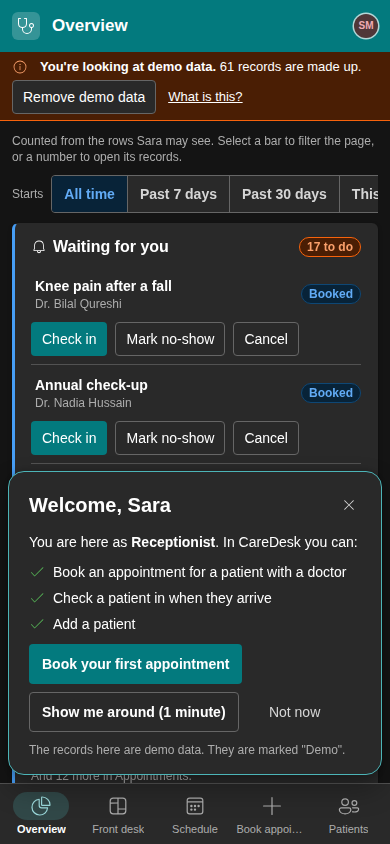 Overview
SM
You're looking at demo data. 61 records are made up.
Remove demo data
What is this?
Counted from the rows Sara may see. Select a bar to filter the page,
or a number to open its records.
Starts
All time
Past 7 days
Past 30 days
This
Waiting for you
17 to do
Knee pain after a fall
Dr. Bilal Qureshi
Booked
Check in
Mark no-show
Cancel
Annual check-up
Dr. Nadia Hussain
Booked
Check in
Mark no-show
Cancel
Welcome, Sara
You are here as Receptionist. In CareDesk you can:
Book an appointment for a patient with a doctor
Check a patient in when they arrive
Add a patient
Book your first appointment
Show me around (1 minute)
Not now
The records here are demo data. They are marked "Demo".
And 12 more in Appointments.
Overview
Front desk
Schedule
Book appoi...
Patients